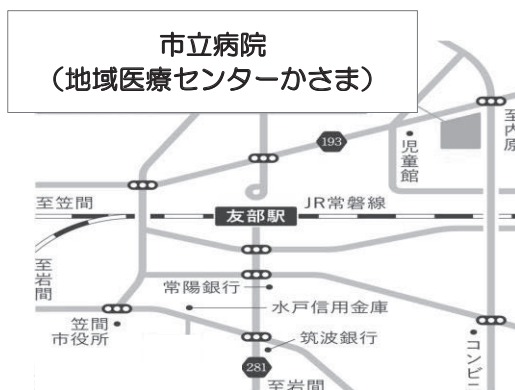 市立病院
（地域医療センターかさま）
193
児童館
至内原
至笠間
友部駅
JR常磐線
至岩間
常陽銀行
水戸信用金庫
笠間
市役所
筑波銀行
コンビニ
281
至岩間